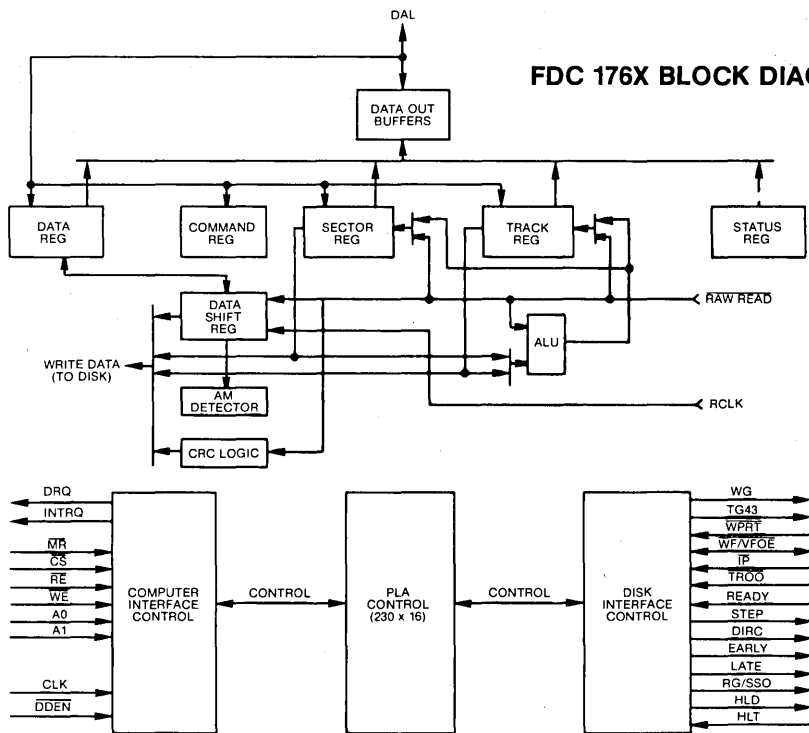 DAL
FDC 176X BLOCK DIAG
DATA OUT
BUFFERS
DATA
REG
COMMAND
REG
SECTOR
REG
TRACK
REG
STATUS
REG
DATA
SHIFT
REG
RAW READ
ALU
WRITE DATA
(TO DISK)
AM
DETECTOR
RCLK
CRC LOGIC
DRQ
INTRQ
MR
CS
RE
WE
A0
A1
CLK
DDEN
COMPUTER
INTERFACE
CONTROL
CONTROL
PLA
CONTROL
(230 x 16)
CONTROL
DISK
INTERFACE
CONTROL
WG
TG43
WPRT
WF/VFOE
IP
TROO
READY
STEP
DIRC
EARLY
LATE
RG/SSO
HLD
HLT